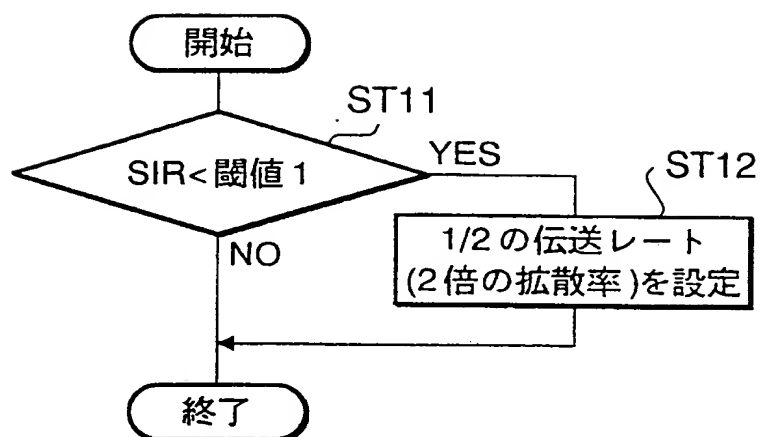 開始
ST11
SIR<閾値1
YES
ST12
1/2の伝送レート
(2倍の拡散率)を設定
NO
終了